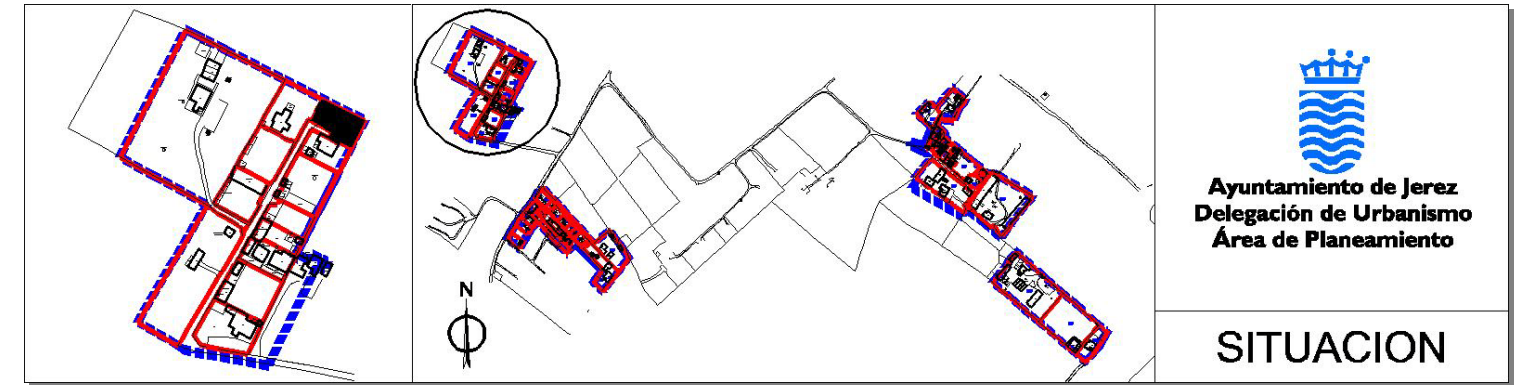 N
Ayuntamiento de Jerez
Delegación de Urbanismo
Área de Planeamiento
SITUACION